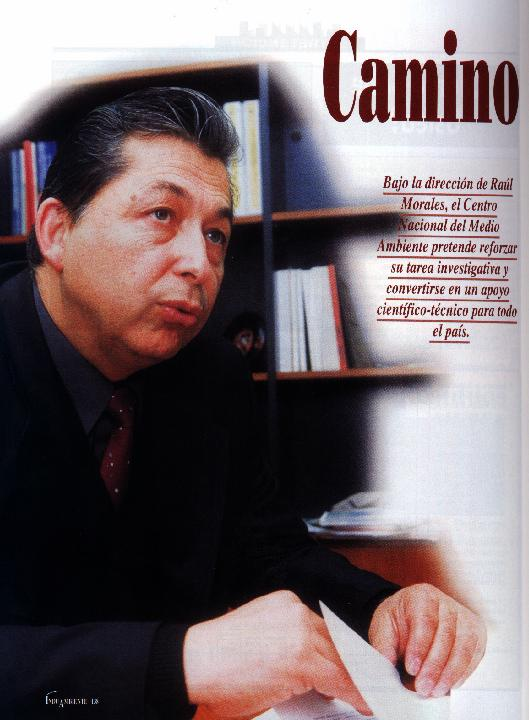 Camino
Bajo la dirección de Raúl
Morales, el Centro
Nacional del Medio
Ambiente pretende reforzar
su tarea investigativa y
convertirse en un apoyo
científico-técnico para todo
el país.